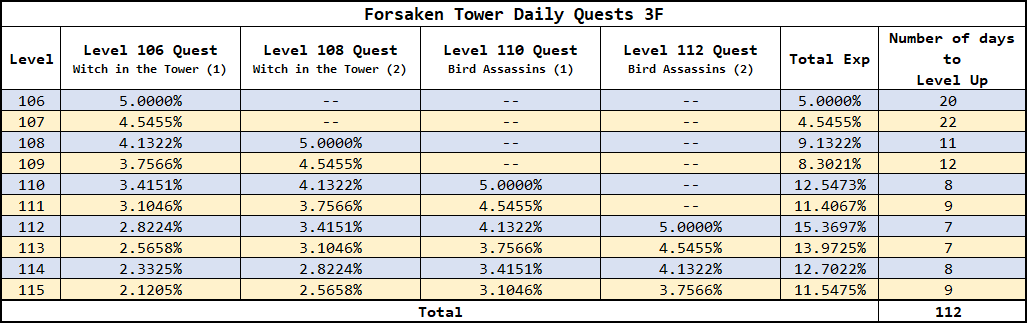 Forsaken Tower Daily Quests 3F
Level | Level 106 Quest Witch in the Tower (1) | Level 108 Quest Witch in the Tower (2) | Level 110 Quest Bird Assassins (1) | Level 112 Quest Bird Assassins (2) | Total Exp | Number of days to Level Up
106 | 5.0000% | -- | -- | -- | 5.0000% | 20
107 | 4.5455% | -- | -- | -- | 4.5455% | 22
108 | 4.1322% | 5.0000% | -- | -- | 9.1322% | 11
109 | 3.7566% | 4.5455% | -- | -- | 8.3021% | 12
110 | 3.4151% | 4.1322% | 5.0000% | -- | 12.5473% | 8
111 | 3.1046% | 3.7566% | 4.5455% | -- | 11.4067% | 9
112 | 2.8224% | 3.4151% | 4.1322% | 5.0000% | 15.3697% | 7
113 | 2.5658% | 3.1046% | 3.7566% | 4.5455% | 13.9725% | 7
114 | 2.3325% | 2.8224% | 3.4151% | 4.1322% | 12.7022% | 8
115 | 2.1205% | 2.5658% | 3.1046% | 3.7566% | 11.5475% | 9
Total | 112